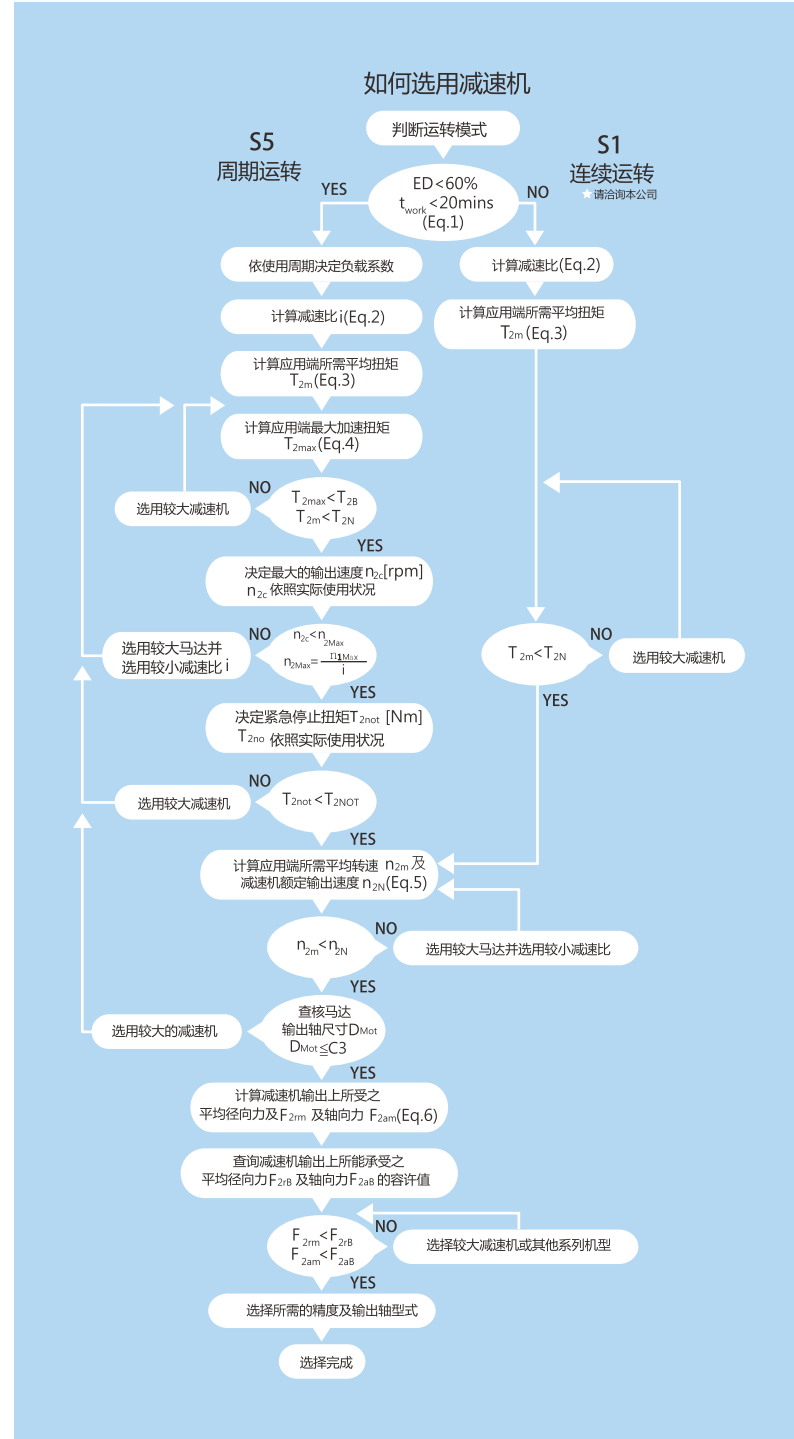 如何选用减速机
判断运转模式
S5
周期运转
S1
连续运转
★请洽询本公司
ED<60%
twork<20mins
(Eq.1)
YES
NO
依使用周期决定负载系数
计算减速比(Eq.2)
计算减速比i(Eq.2)
计算应用端所需平均扭矩
T2m(Eq.3)
计算应用端所需平均扭矩
T2m(Eq.3)
计算应用端最大加速扭矩
T2max(Eq.4)
NO
选用较大减速机
T2max<T2B
T2m<T2N
YES
决定最大的输出速度n2c[rpm]
n2c依照实际使用状况
NO
选用较大马达并
选用较小减速比i
n2c<n2Max
n2Max=n1Max
i
YES
T2m<T2N
NO
选用较大减速机
YES
决定紧急停止扭矩T2not [Nm]
T2no 依照实际使用状况
NO
选用较大减速机
T2not<T2NOT
YES
计算应用端所需平均转速 n2m及
减速机额定输出速度n2N(Eq.5)
n2m<n2N
NO
选用较大马达并选用较小减速比
YES
选用较大的减速机
查核马达
输出轴尺寸DMot
DMot≦C3
YES
计算减速机输出上所受之
平均径向力及F2rm 及轴向力 F2am(Eq.6)
查询减速机输出上所能承受之
平均径向力F2rB 及轴向力F2aB 的容许值
F2rm<F2rB
F2am<F2aB
NO
选择较大减速机或其他系列机型
YES
选择所需的精度及输出轴型式
选择完成